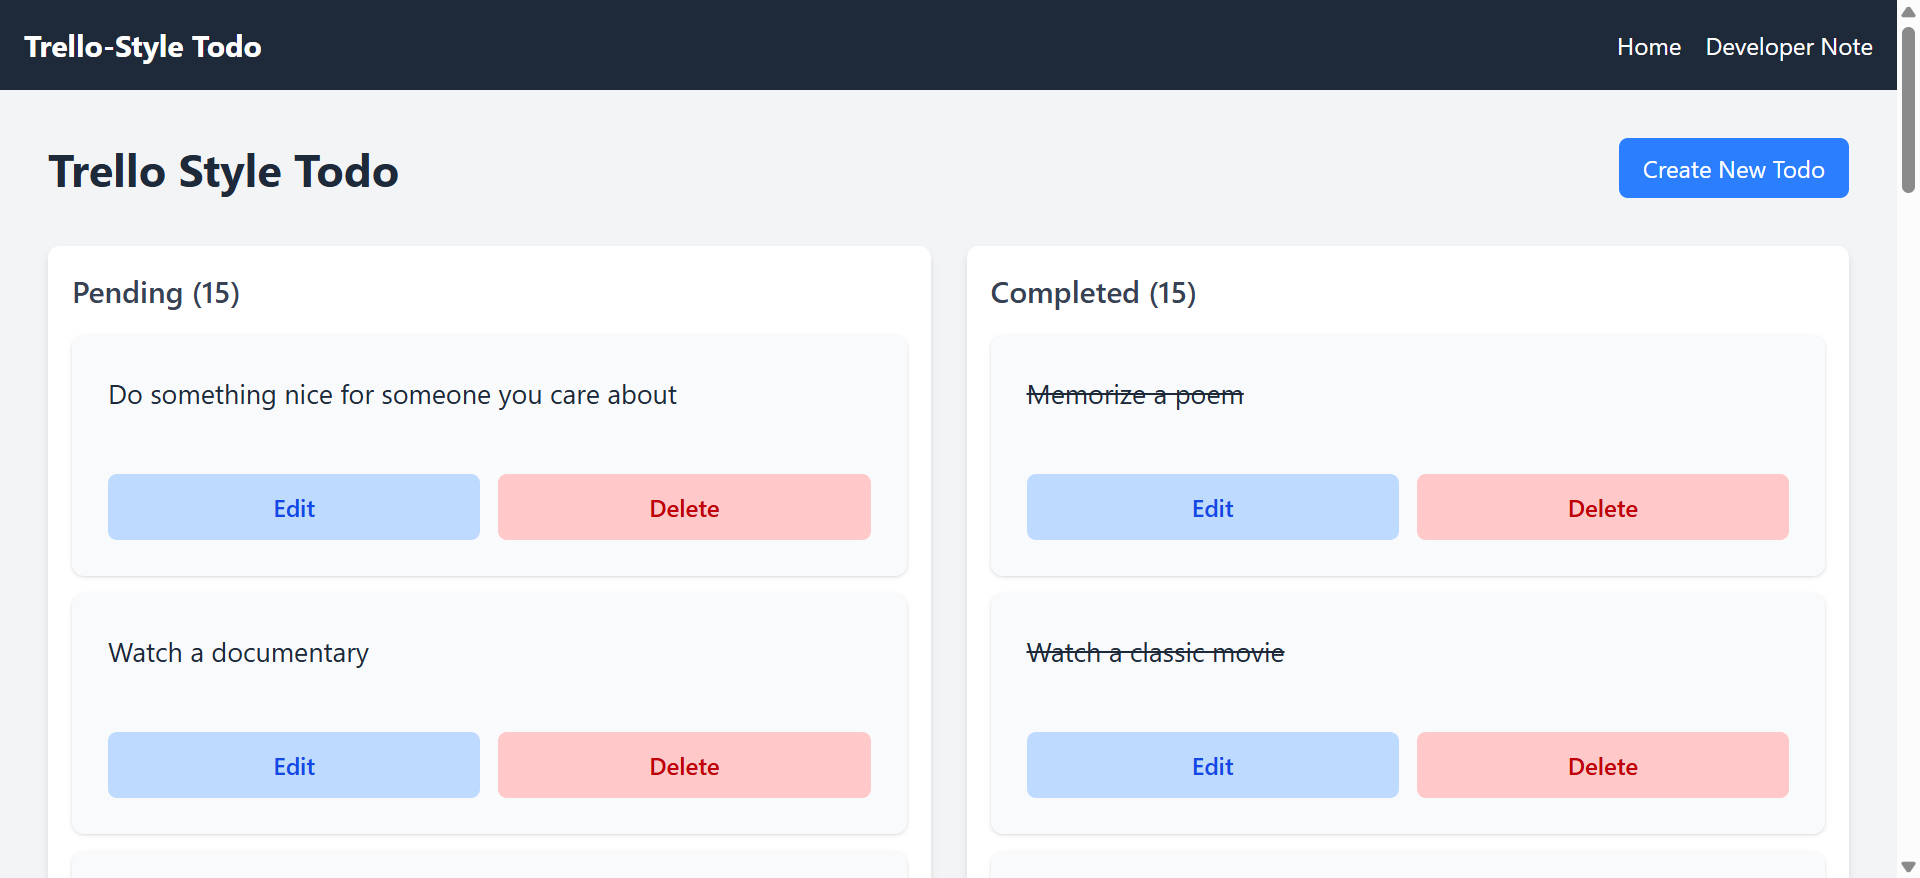 Trello-Style Todo
Home
Developer Note
Trello Style Todo
Create New Todo
Pending (15)
Do something nice for someone you care about
Edit
Delete
Watch a documentary
Edit
Delete
Completed (15)
Memorize a poem
Edit
Delete
Watch a classic movie
Edit
Delete